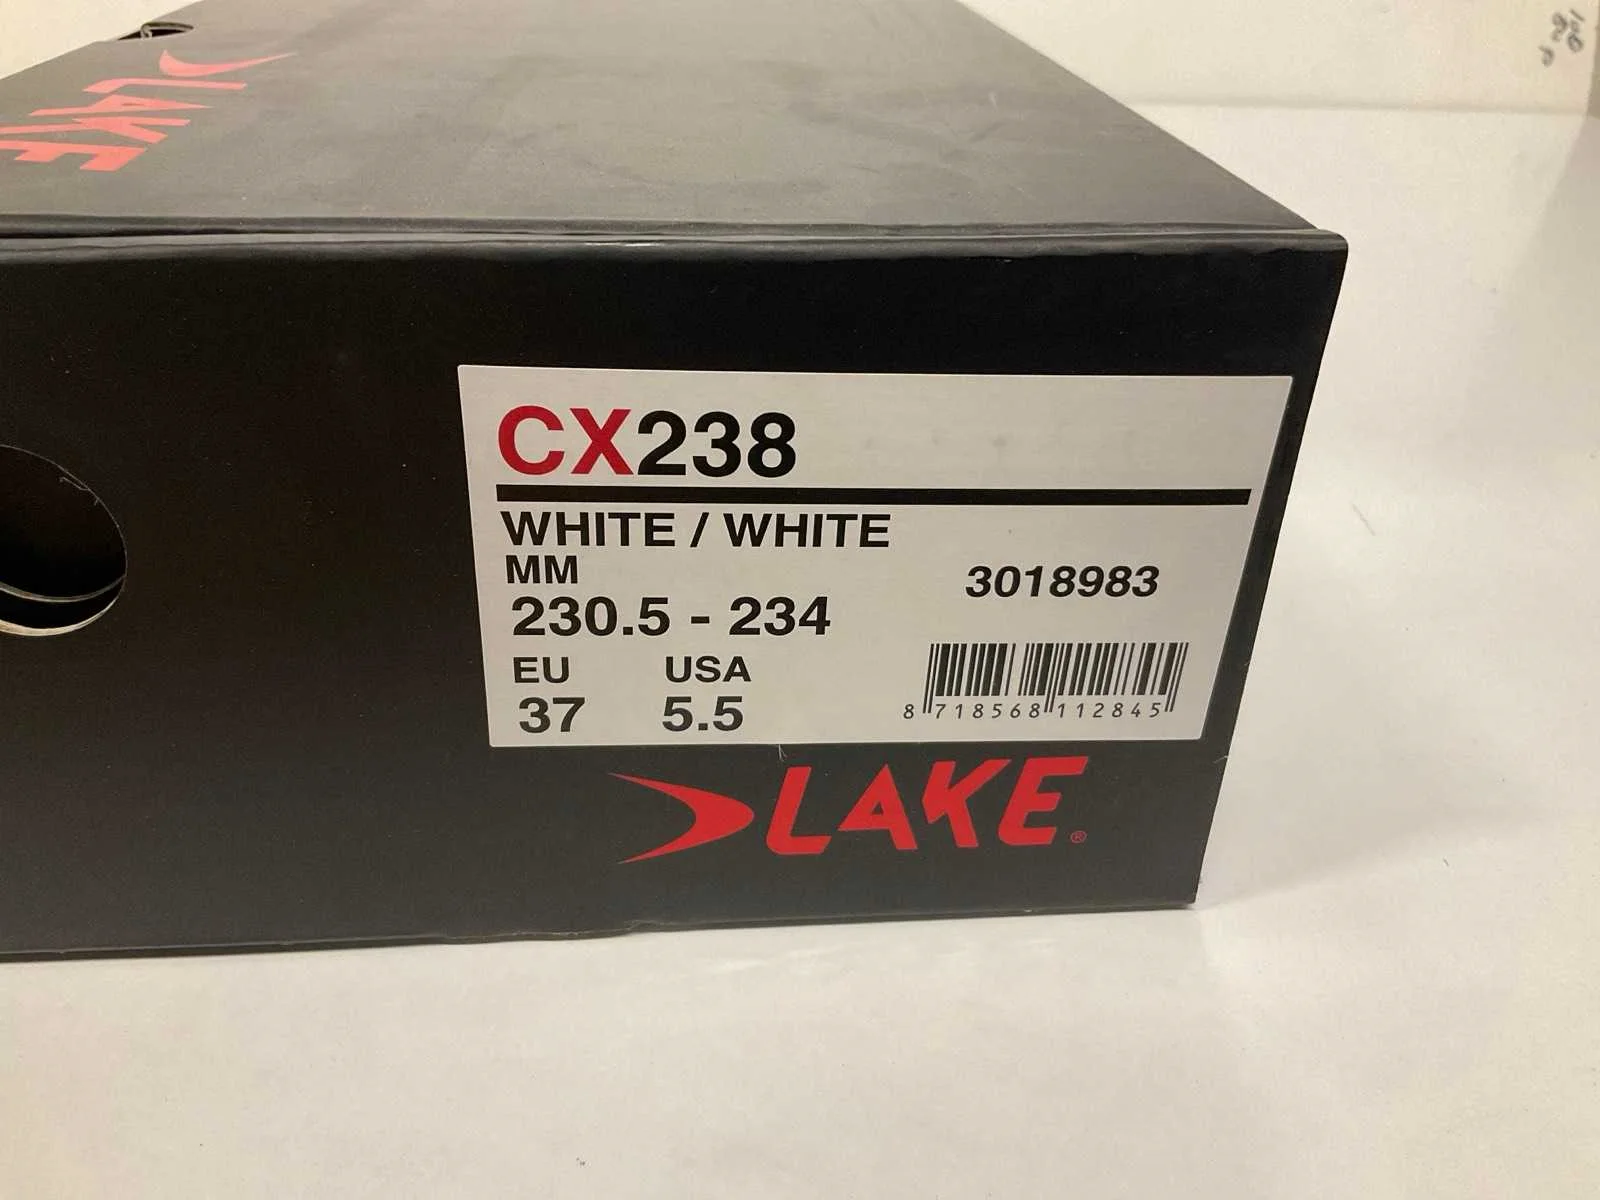 LAKE
CX238
WHITE / WHITE
MM
3018983
230.5 - 234
EU USA
37 5.5
8 718568 112845
LAKE®